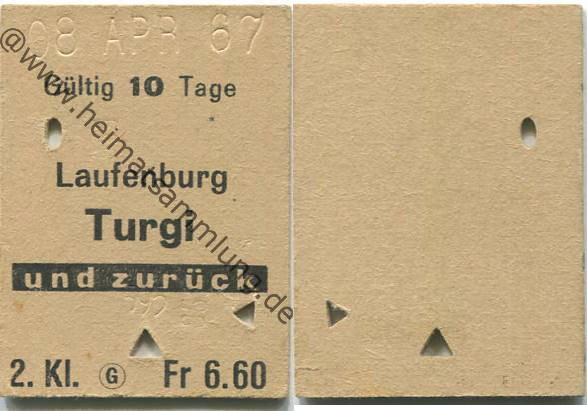 08 APR 67
Gültig 10 Tage
Laufenburg
Turgi
und zurück
2. Kl. G Fr 6.60
@www.heimatsammlung.de